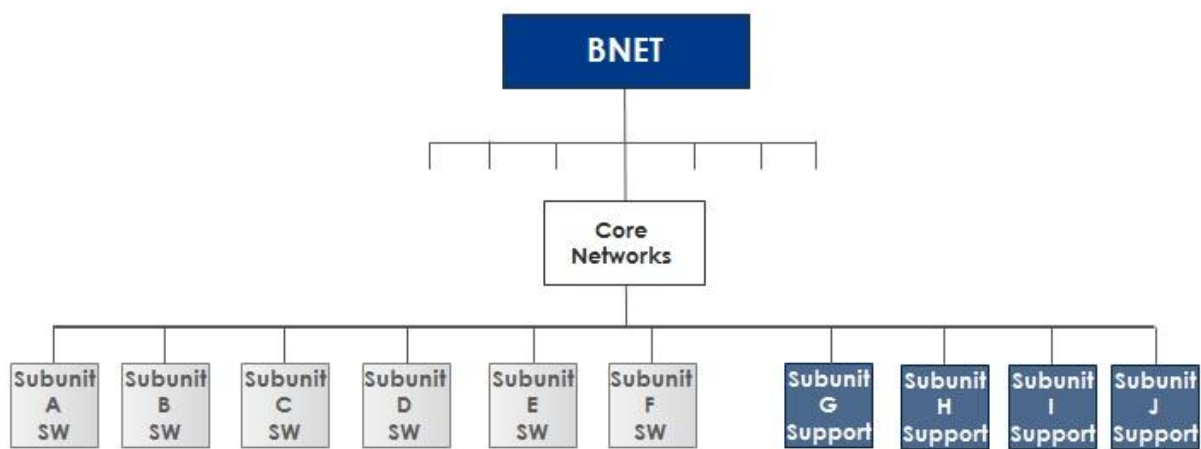 BNET
Core
Networks
Subunit
A
SW
Subunit
B
SW
Subunit
C
SW
Subunit
D
SW
Subunit
E
SW
Subunit
F
SW
Subunit
G
Support
Subunit
H
Support
Subunit
I
Support
Subunit
J
Support